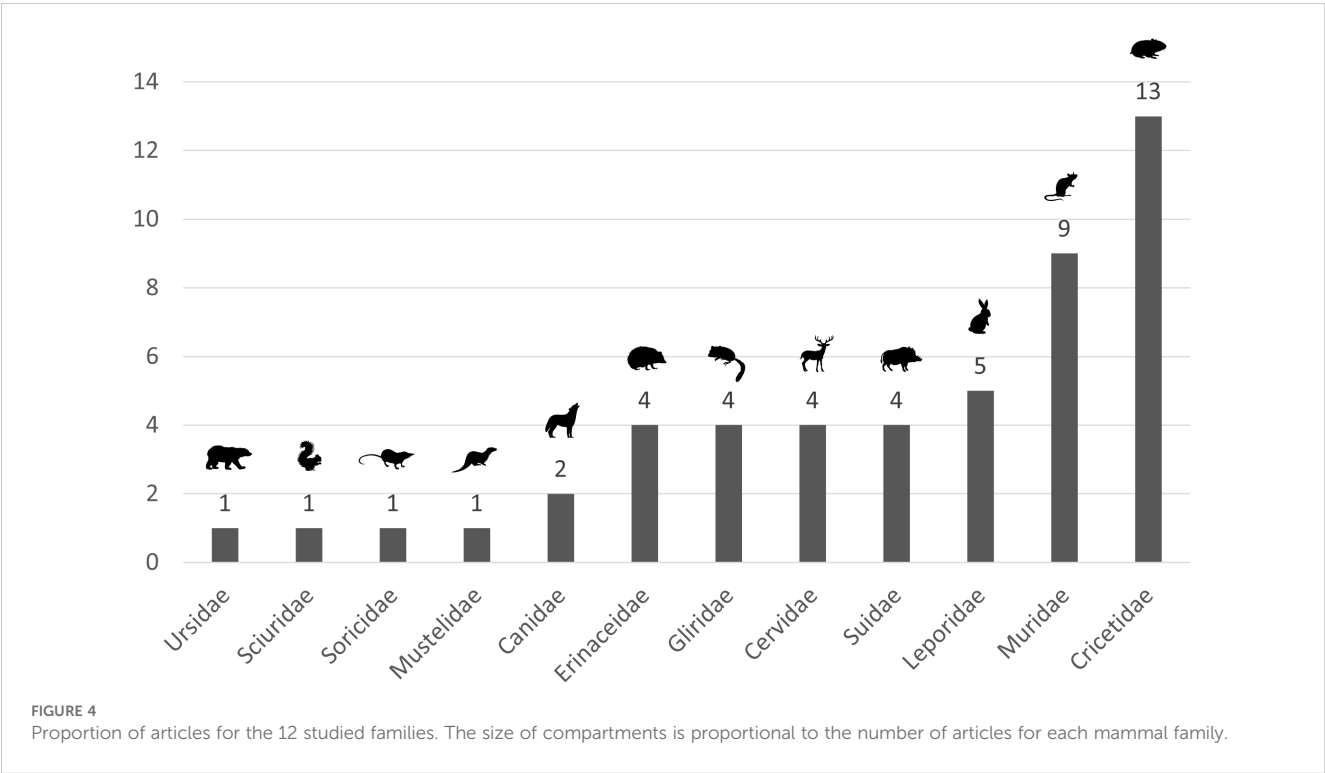 14
13
12
10
9
8
6
5
4
4
4
4
4
2
2
1
1
1
1
0
Ursidae
Sciuridae
Soricidae
Mustelidae
Canidae
Erinaceidae
Gliridae
Cervidae
Suidae
Leporidae
Muridae
Cricetidae
FIGURE 4
Proportion of articles for the 12 studied families. The size of compartments is proportional to the number of articles for each mammal family.